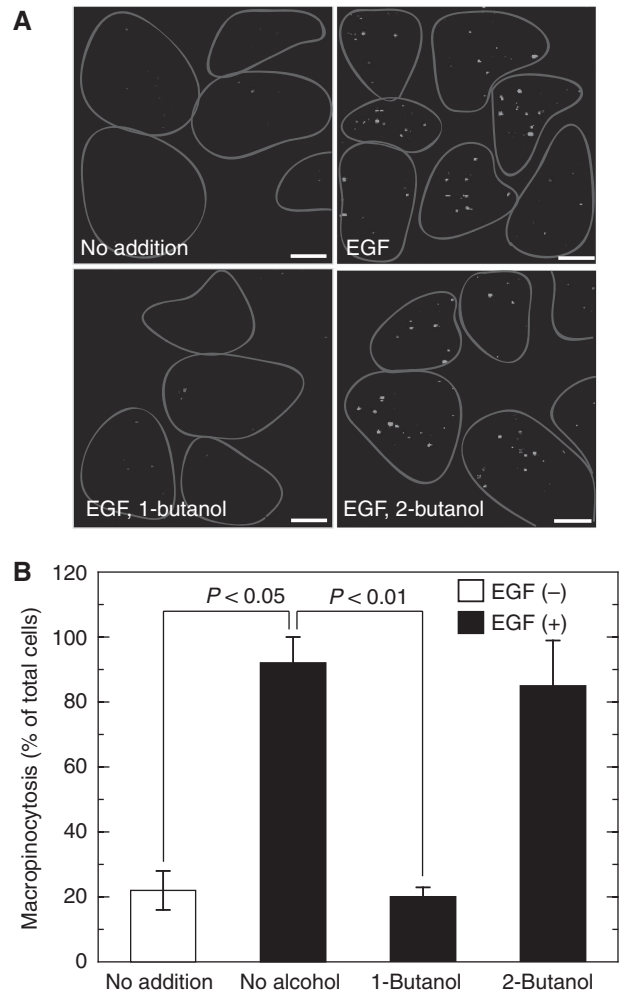 A
No addition
EGF
EGF, 1-butanol
EGF, 2-butanol
B
120
100
80
60
40
20
0
Macropinocytosis (% of total cells)
P < 0.05
P < 0.01
EGF (–)
EGF (+)
No addition
No alcohol
1-Butanol
2-Butanol